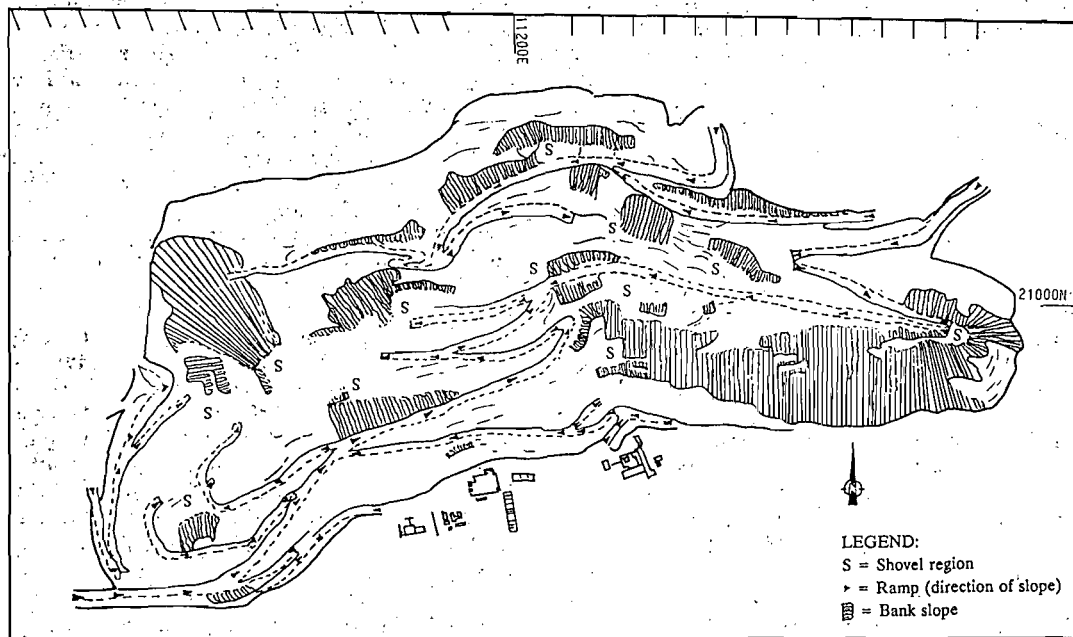 11200E
S
S
S
S
21000N
S
S
S
S
S
S
S
S
N
LEGEND:
S = Shovel region
▸ = Ramp (direction of slope)
= Bank slope